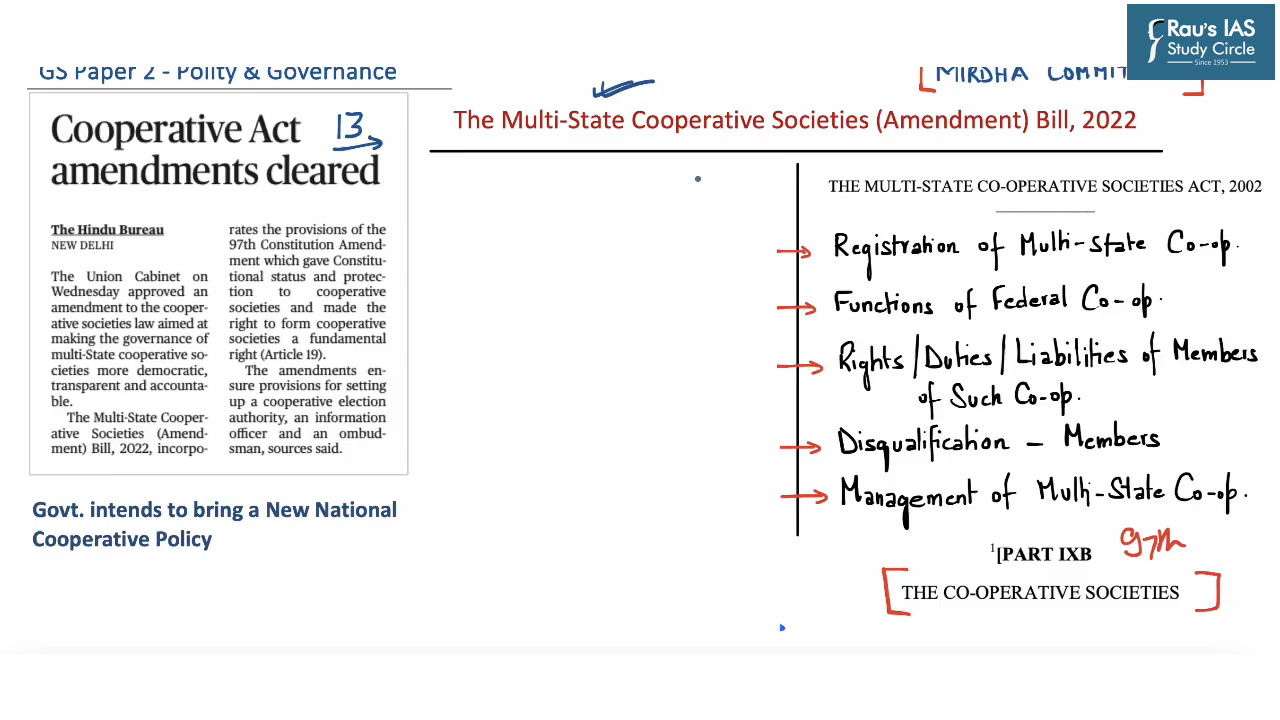 Rau's IAS
Study Circle
Since 1953
GS Paper 2 - Polity & Governance
[ MIRDHA COMMIT ]
Cooperative Act 13
amendments cleared
The Hindu Bureau
NEW DELHI
The Union Cabinet on
Wednesday approved an
amendment to the cooper-
ative societies law aimed at
making the governance of
multi-State cooperative so-
cieties more democratic,
transparent and accounta-
ble.
The Multi-State Cooper-
ative Societies (Amend-
ment) Bill, 2022, incorpo-
rates the provisions of the
97th Constitution Amend-
ment which gave Constitu-
tional status and protec-
tion to cooperative
societies and made the
right to form cooperative
societies a fundamental
right (Article 19).
The amendments en-
sure provisions for setting
up a cooperative election
authority, an information
officer and an ombud-
sman, sources said.
Govt. intends to bring a New National
Cooperative Policy
The Multi-State Cooperative Societies (Amendment) Bill, 2022
THE MULTI-STATE CO-OPERATIVE SOCIETIES ACT, 2002
→ Registration of Multi-state Co-op.
→ Functions of Federal Co-op.
→ Rights/Duties/Liabilities of Members
of Such Co-op.
→ Disqualification - Members
→ Management of Multi-State Co-op.
1[PART IXB 97th
[THE CO-OPERATIVE SOCIETIES]